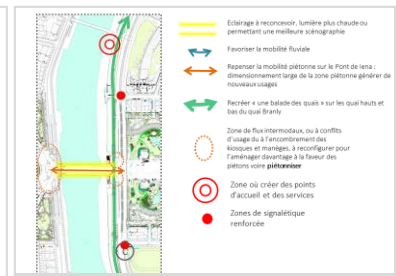 Eclairage à reconcevoir, lumière plus chaude ou
permettant une meilleure scénographie
Favoriser la mobilité fluviale
Repenser la mobilité piétonne sur le Pont de Iena :
dimensionnement large de la zone piétonne générer de
nouveaux usages
Recréer « une balade des quais » sur les quai hauts et
bas du quai Branly
Zone de flux intermodaux, ou à conflits
d'usage du à l'encombrement des
kiosques et manèges, à reconfigurer pour
l'aménager davantage à la faveur des
piétons voire piétonniser
Zone où créer des points
d'accueil et des services
Zones de signalétique
renforcée